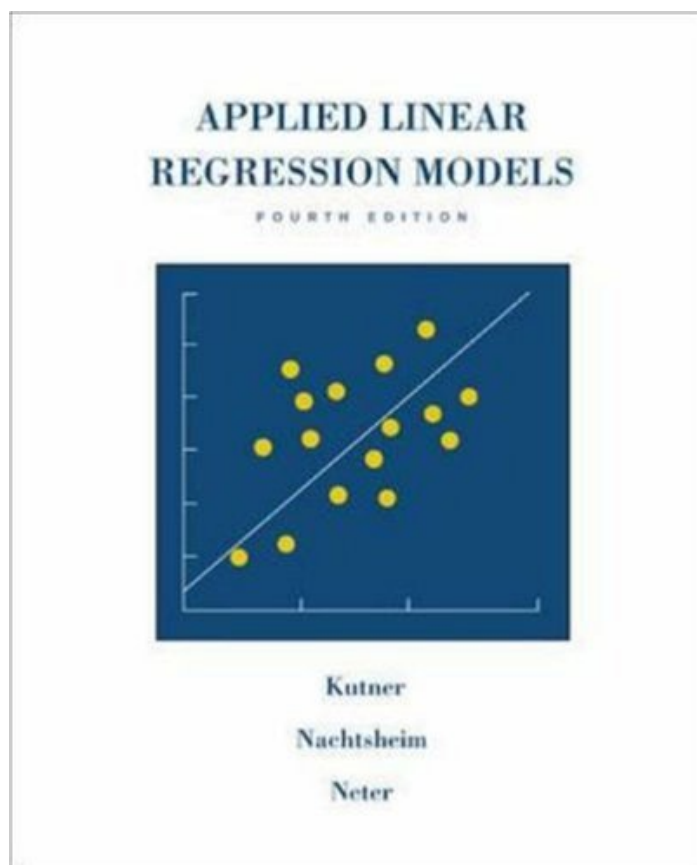 APPLIED LINEAR
REGRESSION MODELS
FOURTH EDITION
Kutner
Nachtsheim
Neter